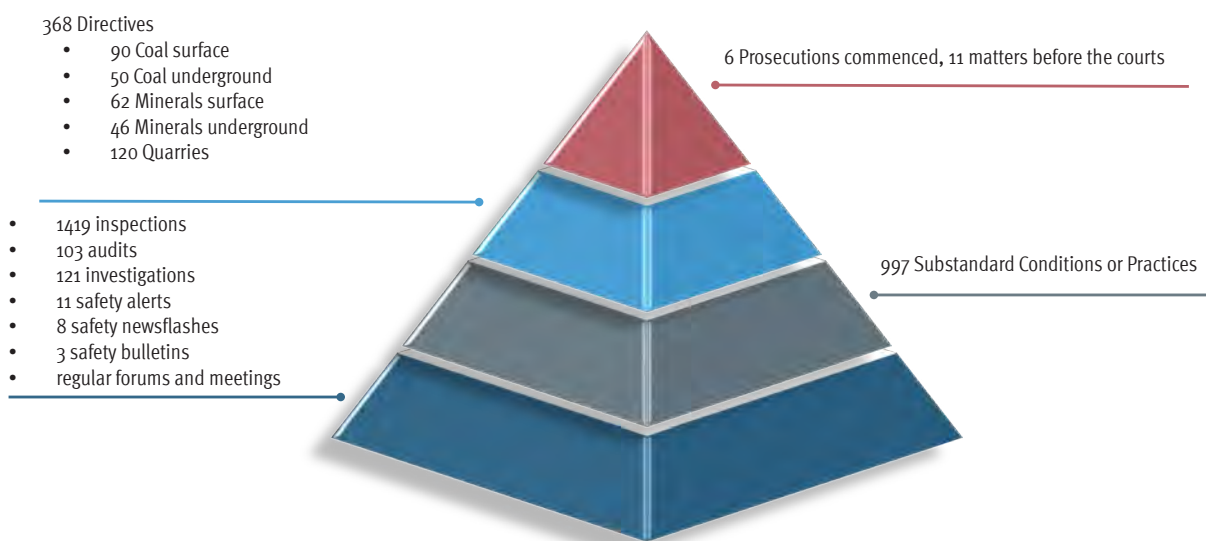 368 Directives
• 90 Coal surface
• 50 Coal underground
• 62 Minerals surface
• 46 Minerals underground
• 120 Quarries
6 Prosecutions commenced, 11 matters before the courts
• 1419 inspections
• 103 audits
• 121 investigations
• 11 safety alerts
• 8 safety newsflashes
• 3 safety bulletins
• regular forums and meetings
997 Substandard Conditions or Practices